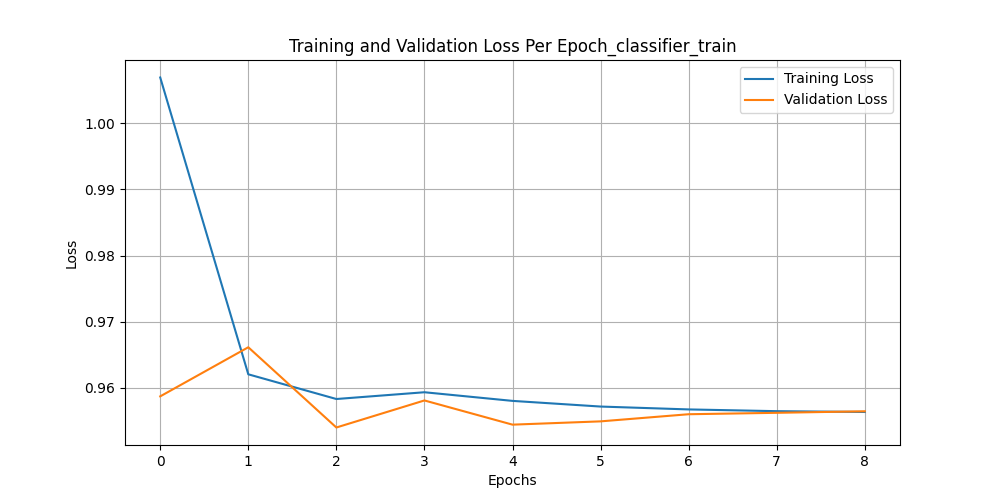 Training and Validation Loss Per Epoch_classifier_train
Training Loss
Validation Loss
1.00
0.99
0.98
0.97
0.96
Loss
0
1
2
3
4
5
6
7
8
Epochs